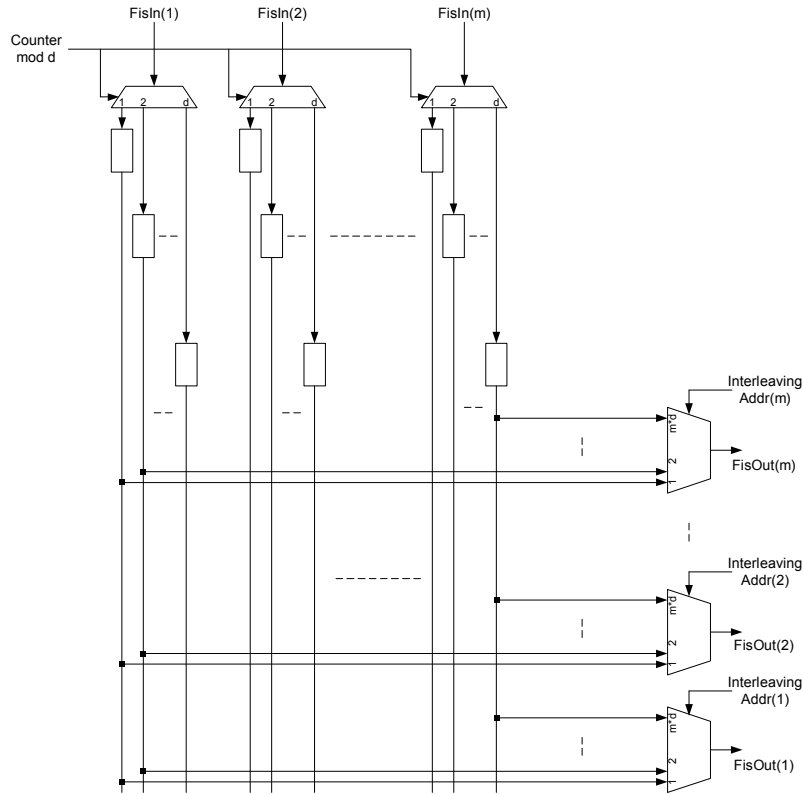 FisIn(1)
FisIn(2)
FisIn(m)
Counter
mod d
1 2 d
1 2 d
1 2 d
Interleaving
Addr(m)
m*d
2
1
FisOut(m)
Interleaving
Addr(2)
m*d
2
1
FisOut(2)
Interleaving
Addr(1)
m*d
2
1
FisOut(1)